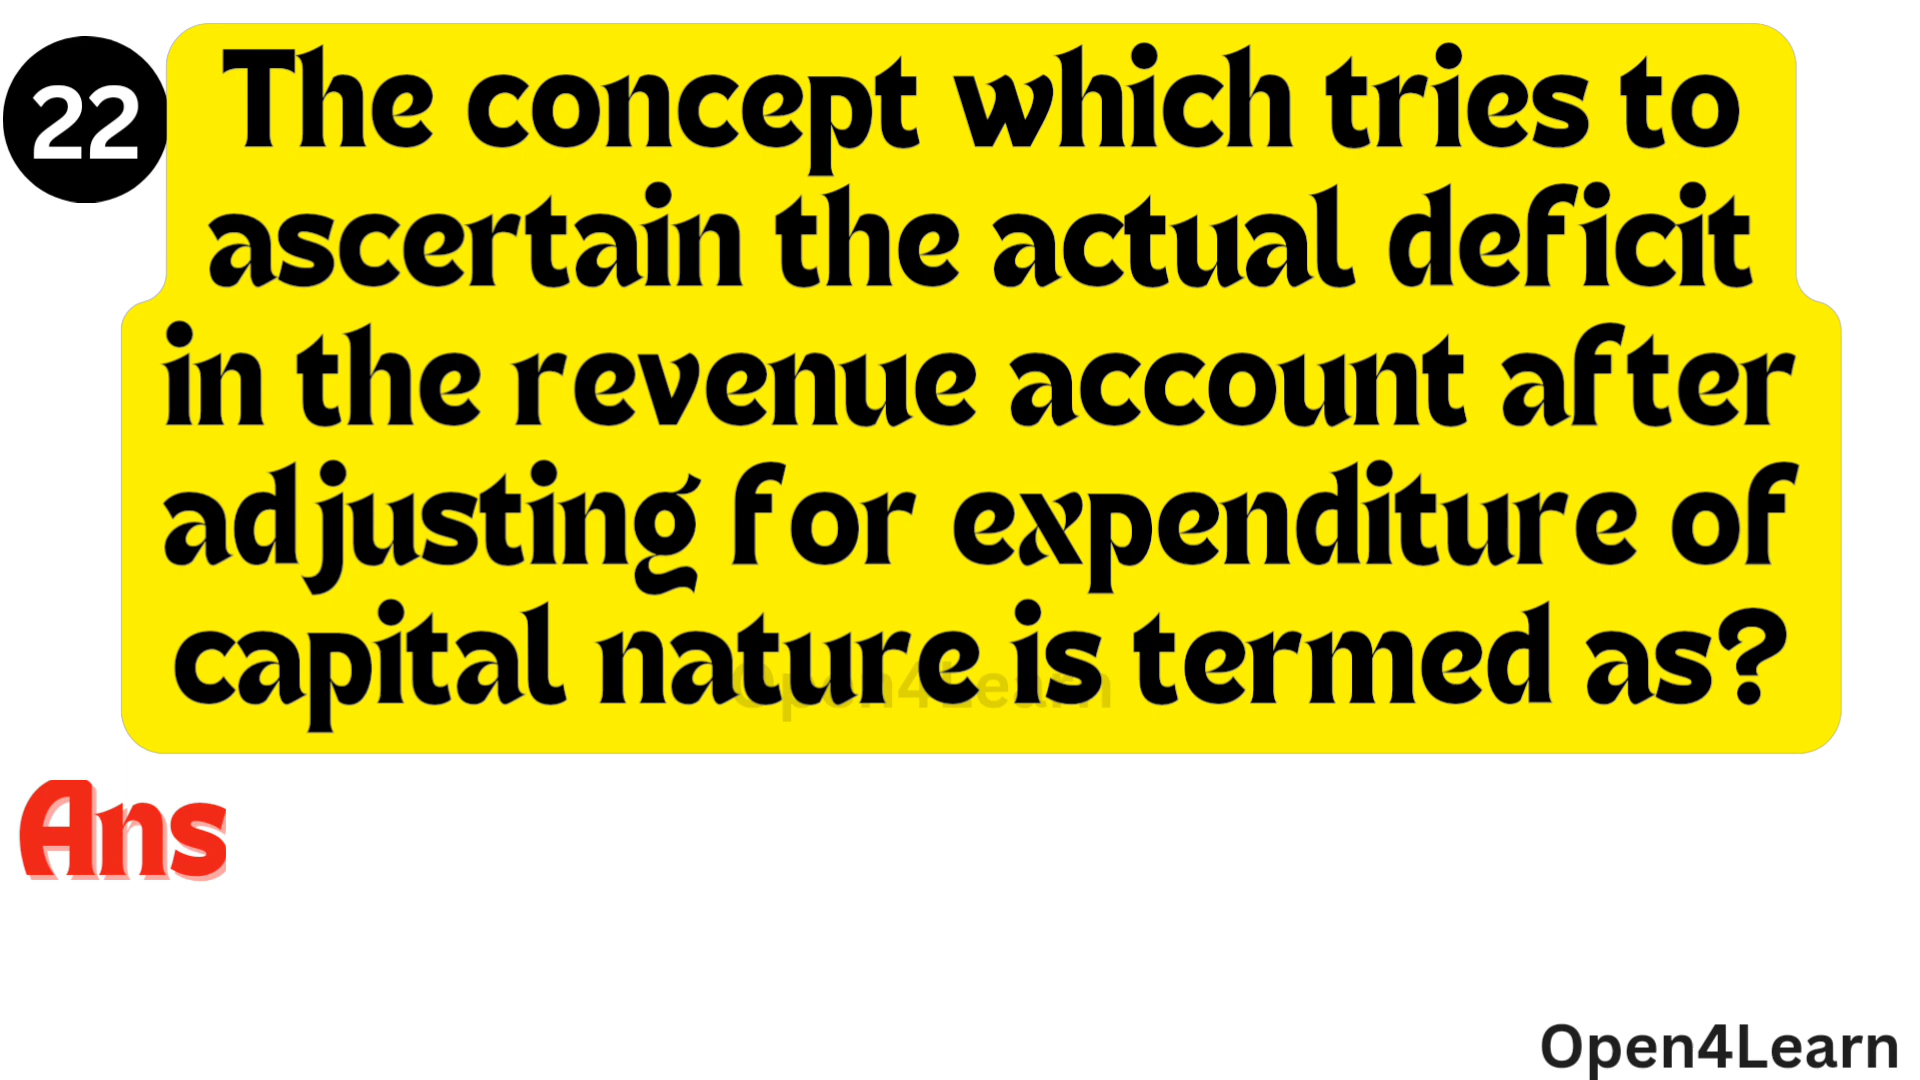 22
The concept which tries to
ascertain the actual deficit
in the revenue account after
adjusting for expenditure of
capital nature is termed as?
Open4Learn
Ans
Open4Learn